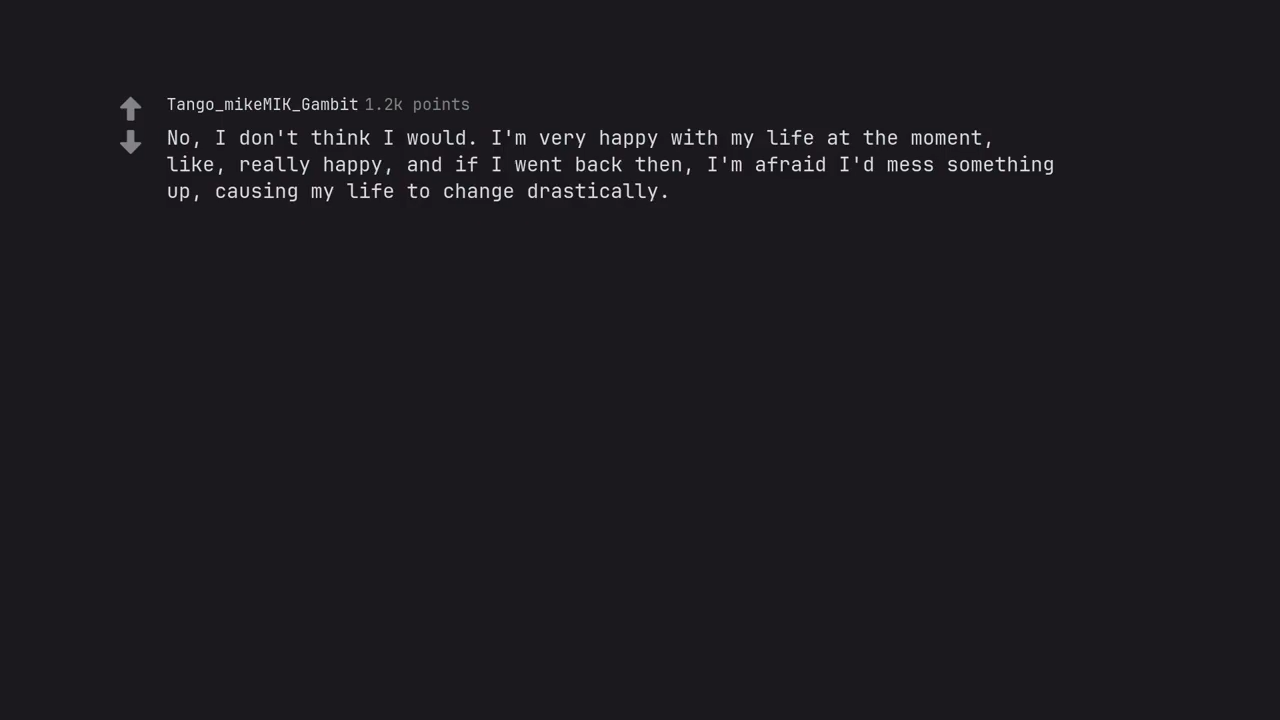 Tango_mikeMIK_Gambit 1.2k points
No, I don't think I would. I'm very happy with my life at the moment,
like, really happy, and if I went back then, I'm afraid I'd mess something
up, causing my life to change drastically.